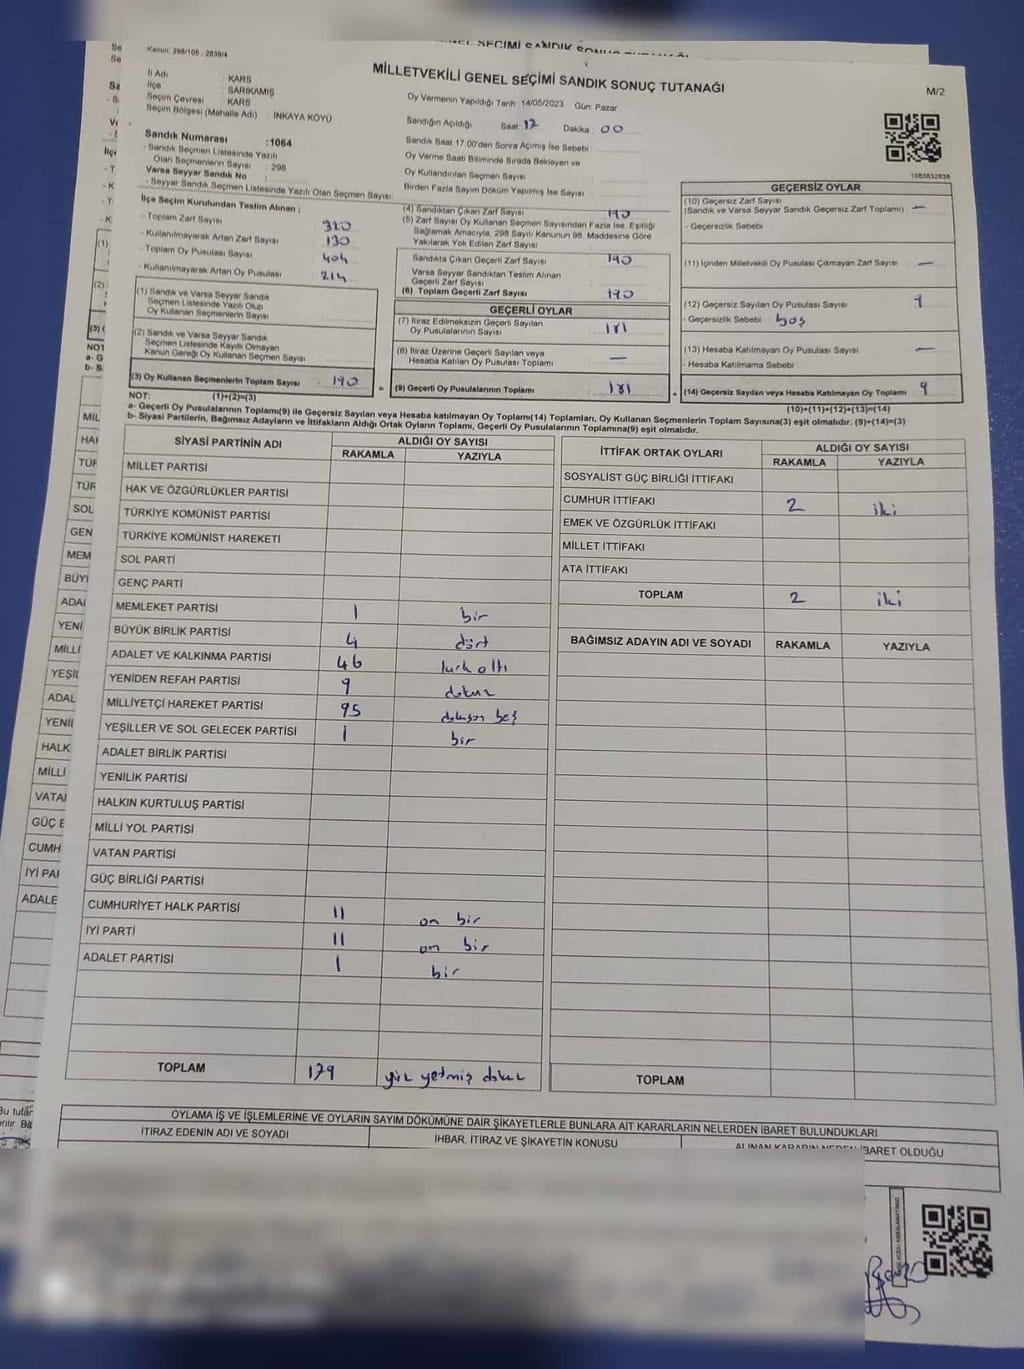 Kanun: 298/105 , 2839/4
MİLLETVEKİLİ GENEL SEÇİMİ SANDIK SONUÇ TUTANAĞI
M/2
İl Adı : KARS
İlçe : SARIKAMIŞ
Seçim Çevresi : KARS
Seçim Bölgesi (Mahalle Adı) : İNKAYA KÖYÜ
Sandık Numarası :1064
- Sandık Seçmen Listesinde Yazılı
Olan Seçmenlerin Sayısı : 298
Varsa Seyyar Sandık No :
- Seyyar Sandık Seçmen Listesinde Yazılı Olan Seçmen Sayısı:
Oy Vermenin Yapıldığı Tarih :14/05/2023 Gün: Pazar
Sandığın Açıldığı Saat: 17 Dakika : 00
Sandık Saat 17.00'den Sonra Açılmış İse Sebebi :
Oy Verme Saati Bitiminde Sırada Bekleyen ve
Oy Kullandırılan Seçmen Sayısı :
Birden Fazla Sayım Döküm Yapılmış İse Sayısı :
1083832838
İlçe Seçim Kurulundan Teslim Alınan :
- Toplam Zarf Sayısı : 320
- Kullanılmayarak Artan Zarf Sayısı : 130
- Toplam Oy Pusulası Sayısı : 404
- Kullanılmayarak Artan Oy Pusulası : 214
(1) Sandık ve Varsa Seyyar Sandık
Seçmen Listesinde Yazılı Olup
Oy Kullanan Seçmenlerin Sayısı :
(2) Sandık ve Varsa Seyyar Sandık
Seçmen Listesinde Kayıtlı Olmayan
Kanun Gereği Oy Kullanan Seçmen Sayısı :
(3) Oy Kullanan Seçmenlerin Toplam Sayısı : 190
NOT: (1)+(2)=(3)
(4) Sandıktan Çıkan Zarf Sayısı : 190
(5) Zarf Sayısı Oy Kullanan Seçmen Sayısından Fazla İse, Eşitliği
Sağlamak Amacıyla, 298 Sayılı Kanunun 98. Maddesine Göre
Yakılarak Yok Edilen Zarf Sayısı :
Sandıkta Çıkan Geçerli Zarf Sayısı : 190
Varsa Seyyar Sandıktan Teslim Alınan
Geçerli Zarf Sayısı :
(6) Toplam Geçerli Zarf Sayısı : 190
GEÇERLİ OYLAR
(7) İtiraz Edilmeksizin Geçerli Sayılan
Oy Pusulalarının Sayısı : 181
(8) İtiraz Üzerine Geçerli Sayılan veya
Hesaba Katılan Oy Pusulası Toplamı : —
= (9) Geçerli Oy Pusulalarının Toplamı : 181
GEÇERSİZ OYLAR
(10) Geçersiz Zarf Sayısı
(Sandık ve Varsa Seyyar Sandık Geçersiz Zarf Toplamı) : —
- Geçersizlik Sebebi :
(11) İçinden Milletvekili Oy Pusulası Çıkmayan Zarf Sayısı : —
(12) Geçersiz Sayılan Oy Pusulası Sayısı : 9
- Geçersizlik Sebebi : boş
(13) Hesaba Katılmayan Oy Pusulası Sayısı : —
- Hesaba Katılmama Sebebi :
+ (14) Geçersiz Sayılan veya Hesaba Katılmayan Oy Toplamı : 9
(10)+(11)+(12)+(13)=(14)
a- Geçerli Oy Pusulalarının Toplamı(9) ile Geçersiz Sayılan veya Hesaba katılmayan Oy Toplamı(14) Toplamları, Oy Kullanan Seçmenlerin Toplam Sayısına(3) eşit olmalıdır. (9)+(14)=(3)
b- Siyasi Partilerin, Bağımsız Adayların ve İttifakların Aldığı Ortak Oyların Toplamı, Geçerli Oy Pusulalarının Toplamına(9) eşit olmalıdır.
SİYASİ PARTİNİN ADI ALDIĞI OY SAYISI
RAKAMLA YAZIYLA
MİLLET PARTİSİ
HAK VE ÖZGÜRLÜKLER PARTİSİ
TÜRKİYE KOMÜNİST PARTİSİ
TÜRKİYE KOMÜNİST HAREKETİ
SOL PARTİ
GENÇ PARTİ
MEMLEKET PARTİSİ 1 bir
BÜYÜK BİRLİK PARTİSİ 4 dört
ADALET VE KALKINMA PARTİSİ 46 kırk altı
YENİDEN REFAH PARTİSİ 9 dokuz
MİLLİYETÇİ HAREKET PARTİSİ 95 doksan beş
YEŞİLLER VE SOL GELECEK PARTİSİ 1 bir
ADALET BİRLİK PARTİSİ
YENİLİK PARTİSİ
HALKIN KURTULUŞ PARTİSİ
MİLLİ YOL PARTİSİ
VATAN PARTİSİ
GÜÇ BİRLİĞİ PARTİSİ
CUMHURİYET HALK PARTİSİ 11 on bir
İYİ PARTİ 11 on bir
ADALET PARTİSİ 1 bir
TOPLAM 179 yüz yetmiş dokuz
İTTİFAK ORTAK OYLARI ALDIĞI OY SAYISI
RAKAMLA YAZIYLA
SOSYALİST GÜÇ BİRLİĞİ İTTİFAKI
CUMHUR İTTİFAKI 2 iki
EMEK VE ÖZGÜRLÜK İTTİFAKI
MİLLET İTTİFAKI
ATA İTTİFAKI
TOPLAM 2 iki
BAĞIMSIZ ADAYIN ADI VE SOYADI RAKAMLA YAZIYLA
TOPLAM
OYLAMA İŞ VE İŞLEMLERİNE VE OYLARIN SAYIM DÖKÜMÜNE DAİR ŞİKAYETLERLE BUNLARA AİT KARARLARIN NELERDEN İBARET BULUNDUKLARI
İTİRAZ EDENİN ADI VE SOYADI İHBAR, İTİRAZ VE ŞİKAYETİN KONUSU ALINAN KARARIN NEDEN İBARET OLDUĞU